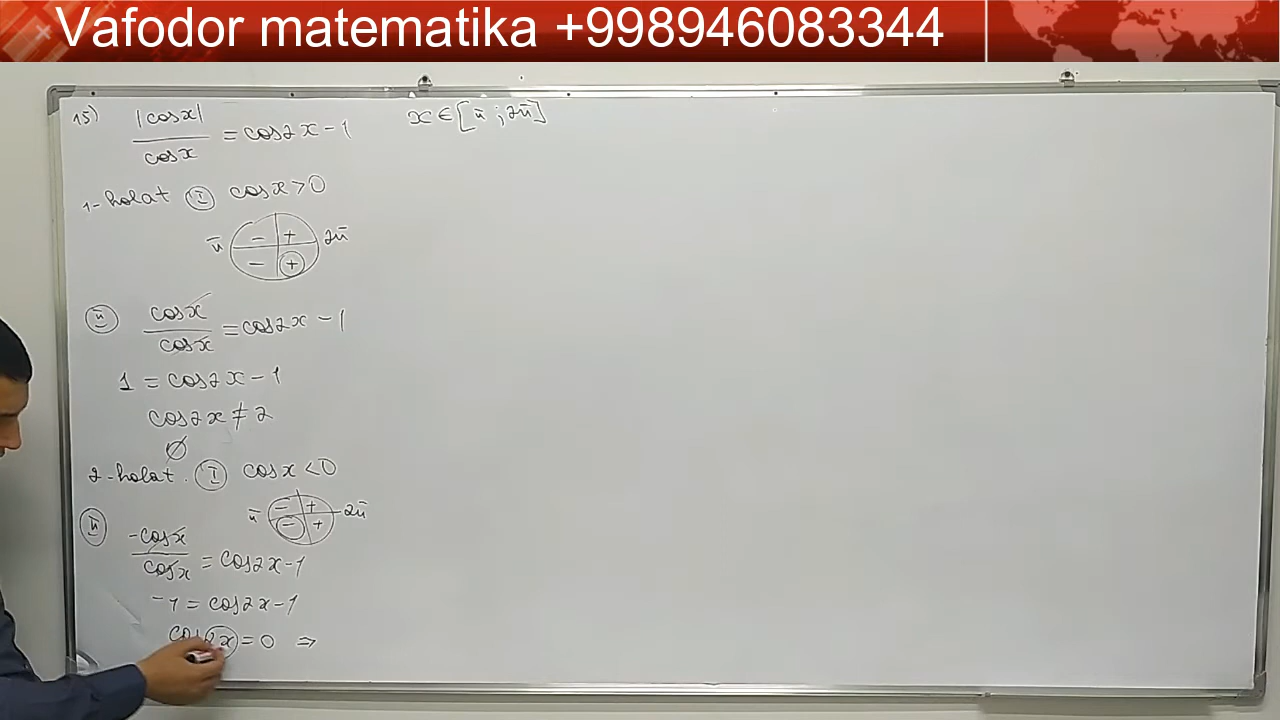 Vafodor matematika +998946083344
15) |cosx| / cosx = cos2x - 1 x ∈ [π ; 2π]
1-holat (I) cosx > 0
- + π 2π - +
(II) cosx / cosx = cos2x - 1
1 = cos2x - 1
cos2x ≠ 2
∅
2-holat. (I) cosx < 0
- + π 2π - +
(II) -cosx / cosx = cos2x - 1
-1 = cos2x - 1
cos2x = 0 ⇒